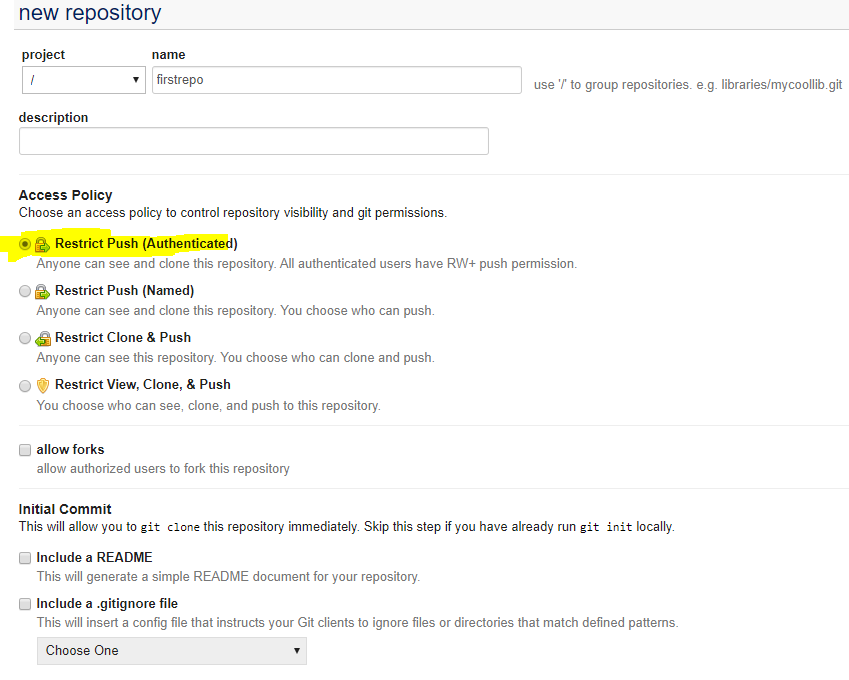 new repository
project name
/ firstrepo use '/' to group repositories. e.g. libraries/mycoollib.git
description
Access Policy
Choose an access policy to control repository visibility and git permissions.
Restrict Push (Authenticated)
Anyone can see and clone this repository. All authenticated users have RW+ push permission.
Restrict Push (Named)
Anyone can see and clone this repository. You choose who can push.
Restrict Clone & Push
Anyone can see this repository. You choose who can clone and push.
Restrict View, Clone, & Push
You choose who can see, clone, and push to this repository.
allow forks
allow authorized users to fork this repository
Initial Commit
This will allow you to git clone this repository immediately. Skip this step if you have already run git init locally.
Include a README
This will generate a simple README document for your repository.
Include a .gitignore file
This will insert a config file that instructs your Git clients to ignore files or directories that match defined patterns.
Choose One